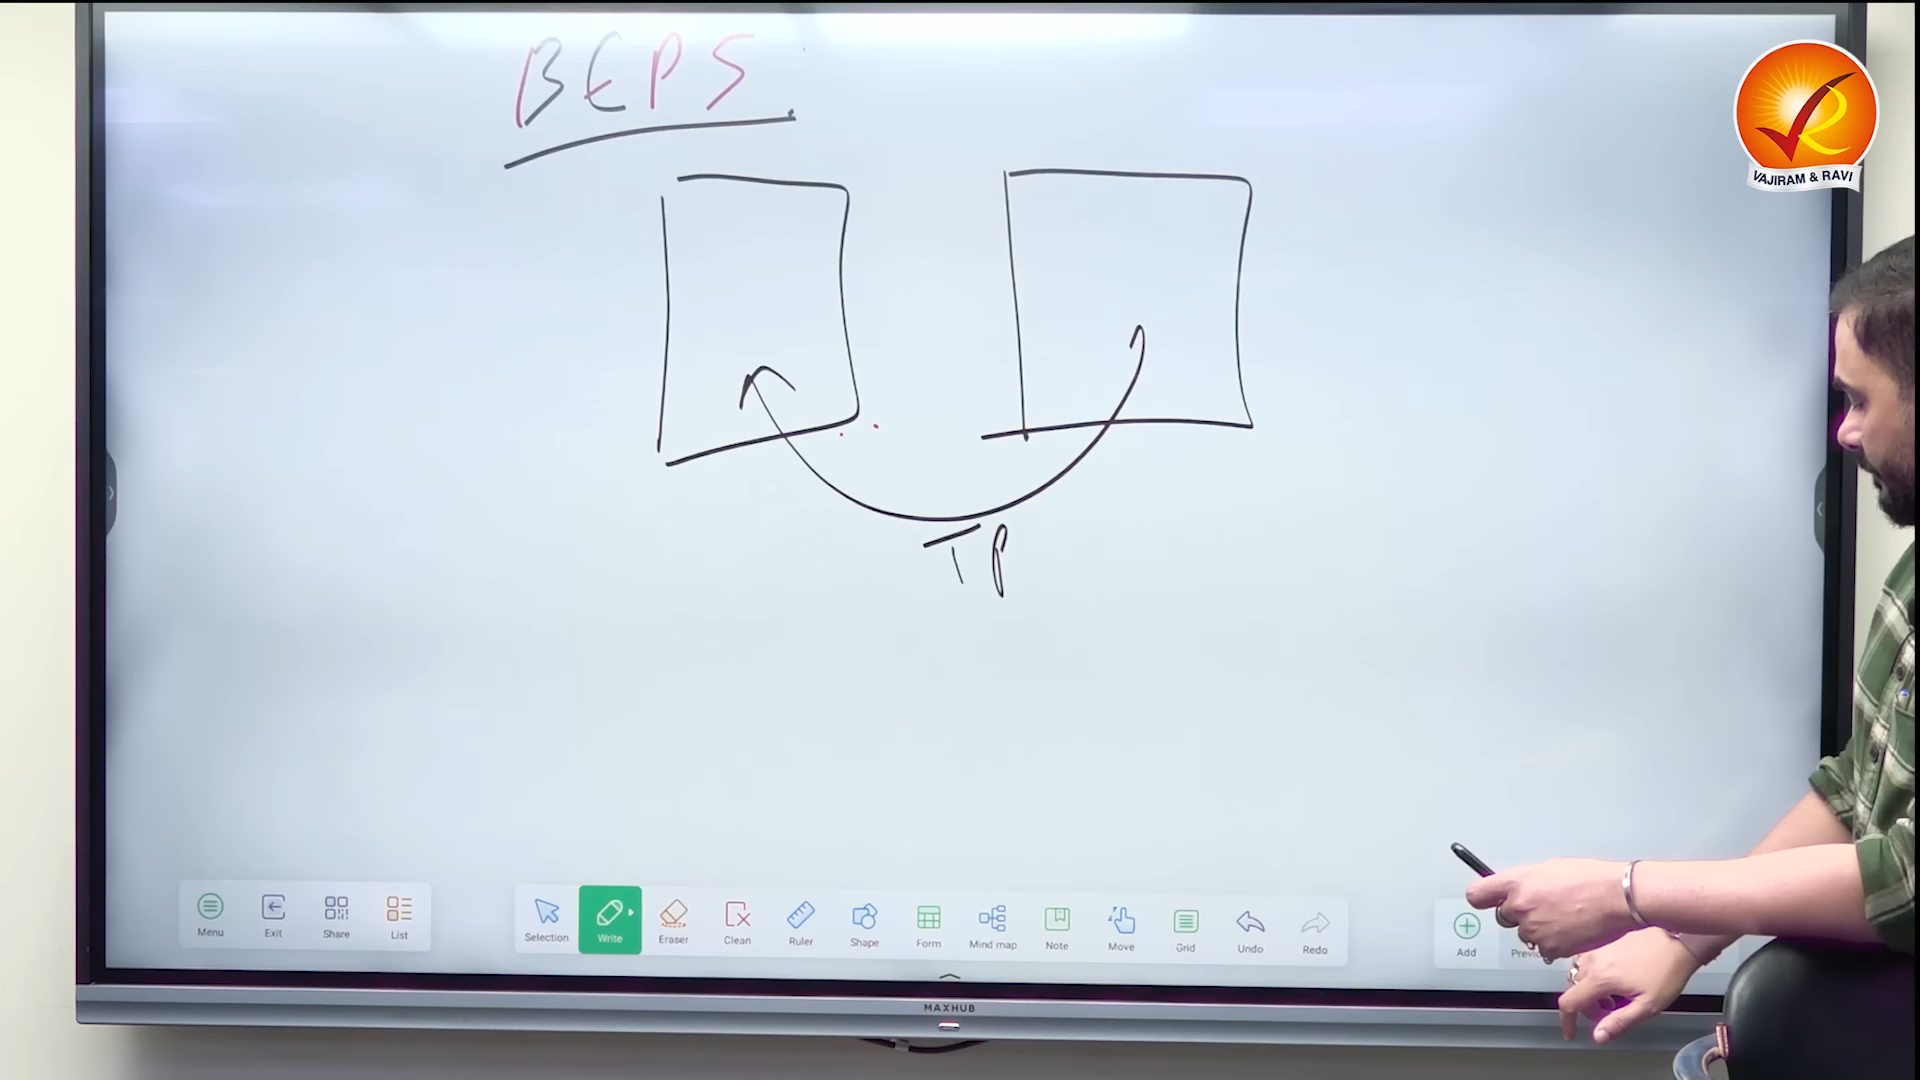 BEPS
VAJIRAM & RAVI
TP
Menu Exit Share List Selection Write Eraser Clean Ruler Shape Form Mind map Note Move Grid Undo Redo Add
MAXHUB